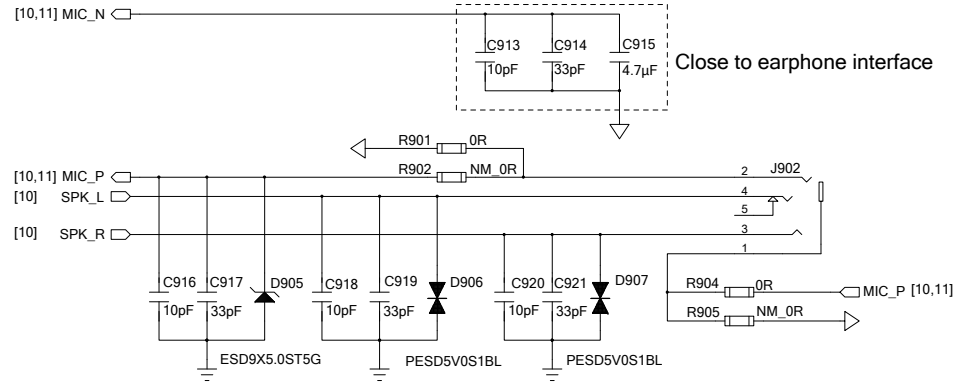 [10,11] MIC_N
C913
C914
C915
10pF
33pF
4.7µF
Close to earphone interface
R901
0R
R902
NM_0R
J902
[10,11] MIC_P
2
[10] SPK_L
4
5
[10] SPK_R
3
1
C916
C917
D905
C918
C919
D906
C920
C921
D907
10pF
33pF
10pF
33pF
10pF
33pF
R904
0R
MIC_P [10,11]
R905
NM_0R
ESD9X5.0ST5G
PESD5V0S1BL
PESD5V0S1BL